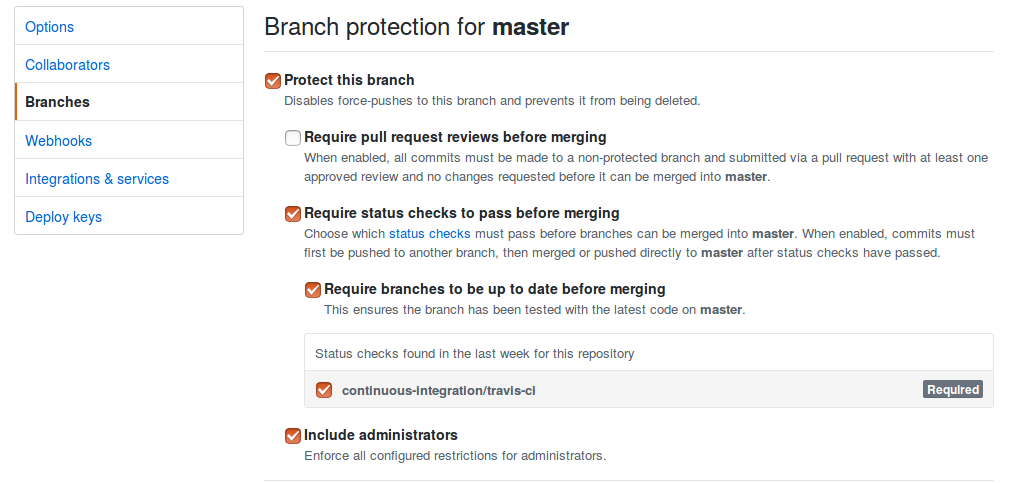 Options
Collaborators
Branches
Webhooks
Integrations & services
Deploy keys
Branch protection for master
Protect this branch
Disables force-pushes to this branch and prevents it from being deleted.
Require pull request reviews before merging
When enabled, all commits must be made to a non-protected branch and submitted via a pull request with at least one
approved review and no changes requested before it can be merged into master.
Require status checks to pass before merging
Choose which status checks must pass before branches can be merged into master. When enabled, commits must
first be pushed to another branch, then merged or pushed directly to master after status checks have passed.
Require branches to be up to date before merging
This ensures the branch has been tested with the latest code on master.
Status checks found in the last week for this repository
continuous-integration/travis-ci Required
Include administrators
Enforce all configured restrictions for administrators.